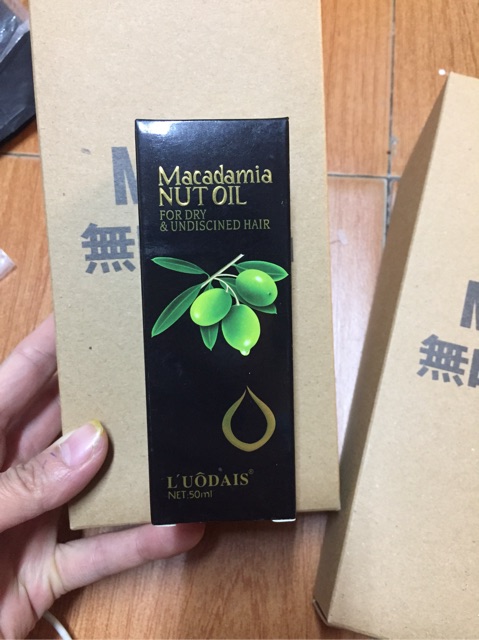 Macadamia
NUT OIL
FOR DRY
& UNDISCINED HAIR
L'UÔDAIS®
NET.50ml
M
無
M
無